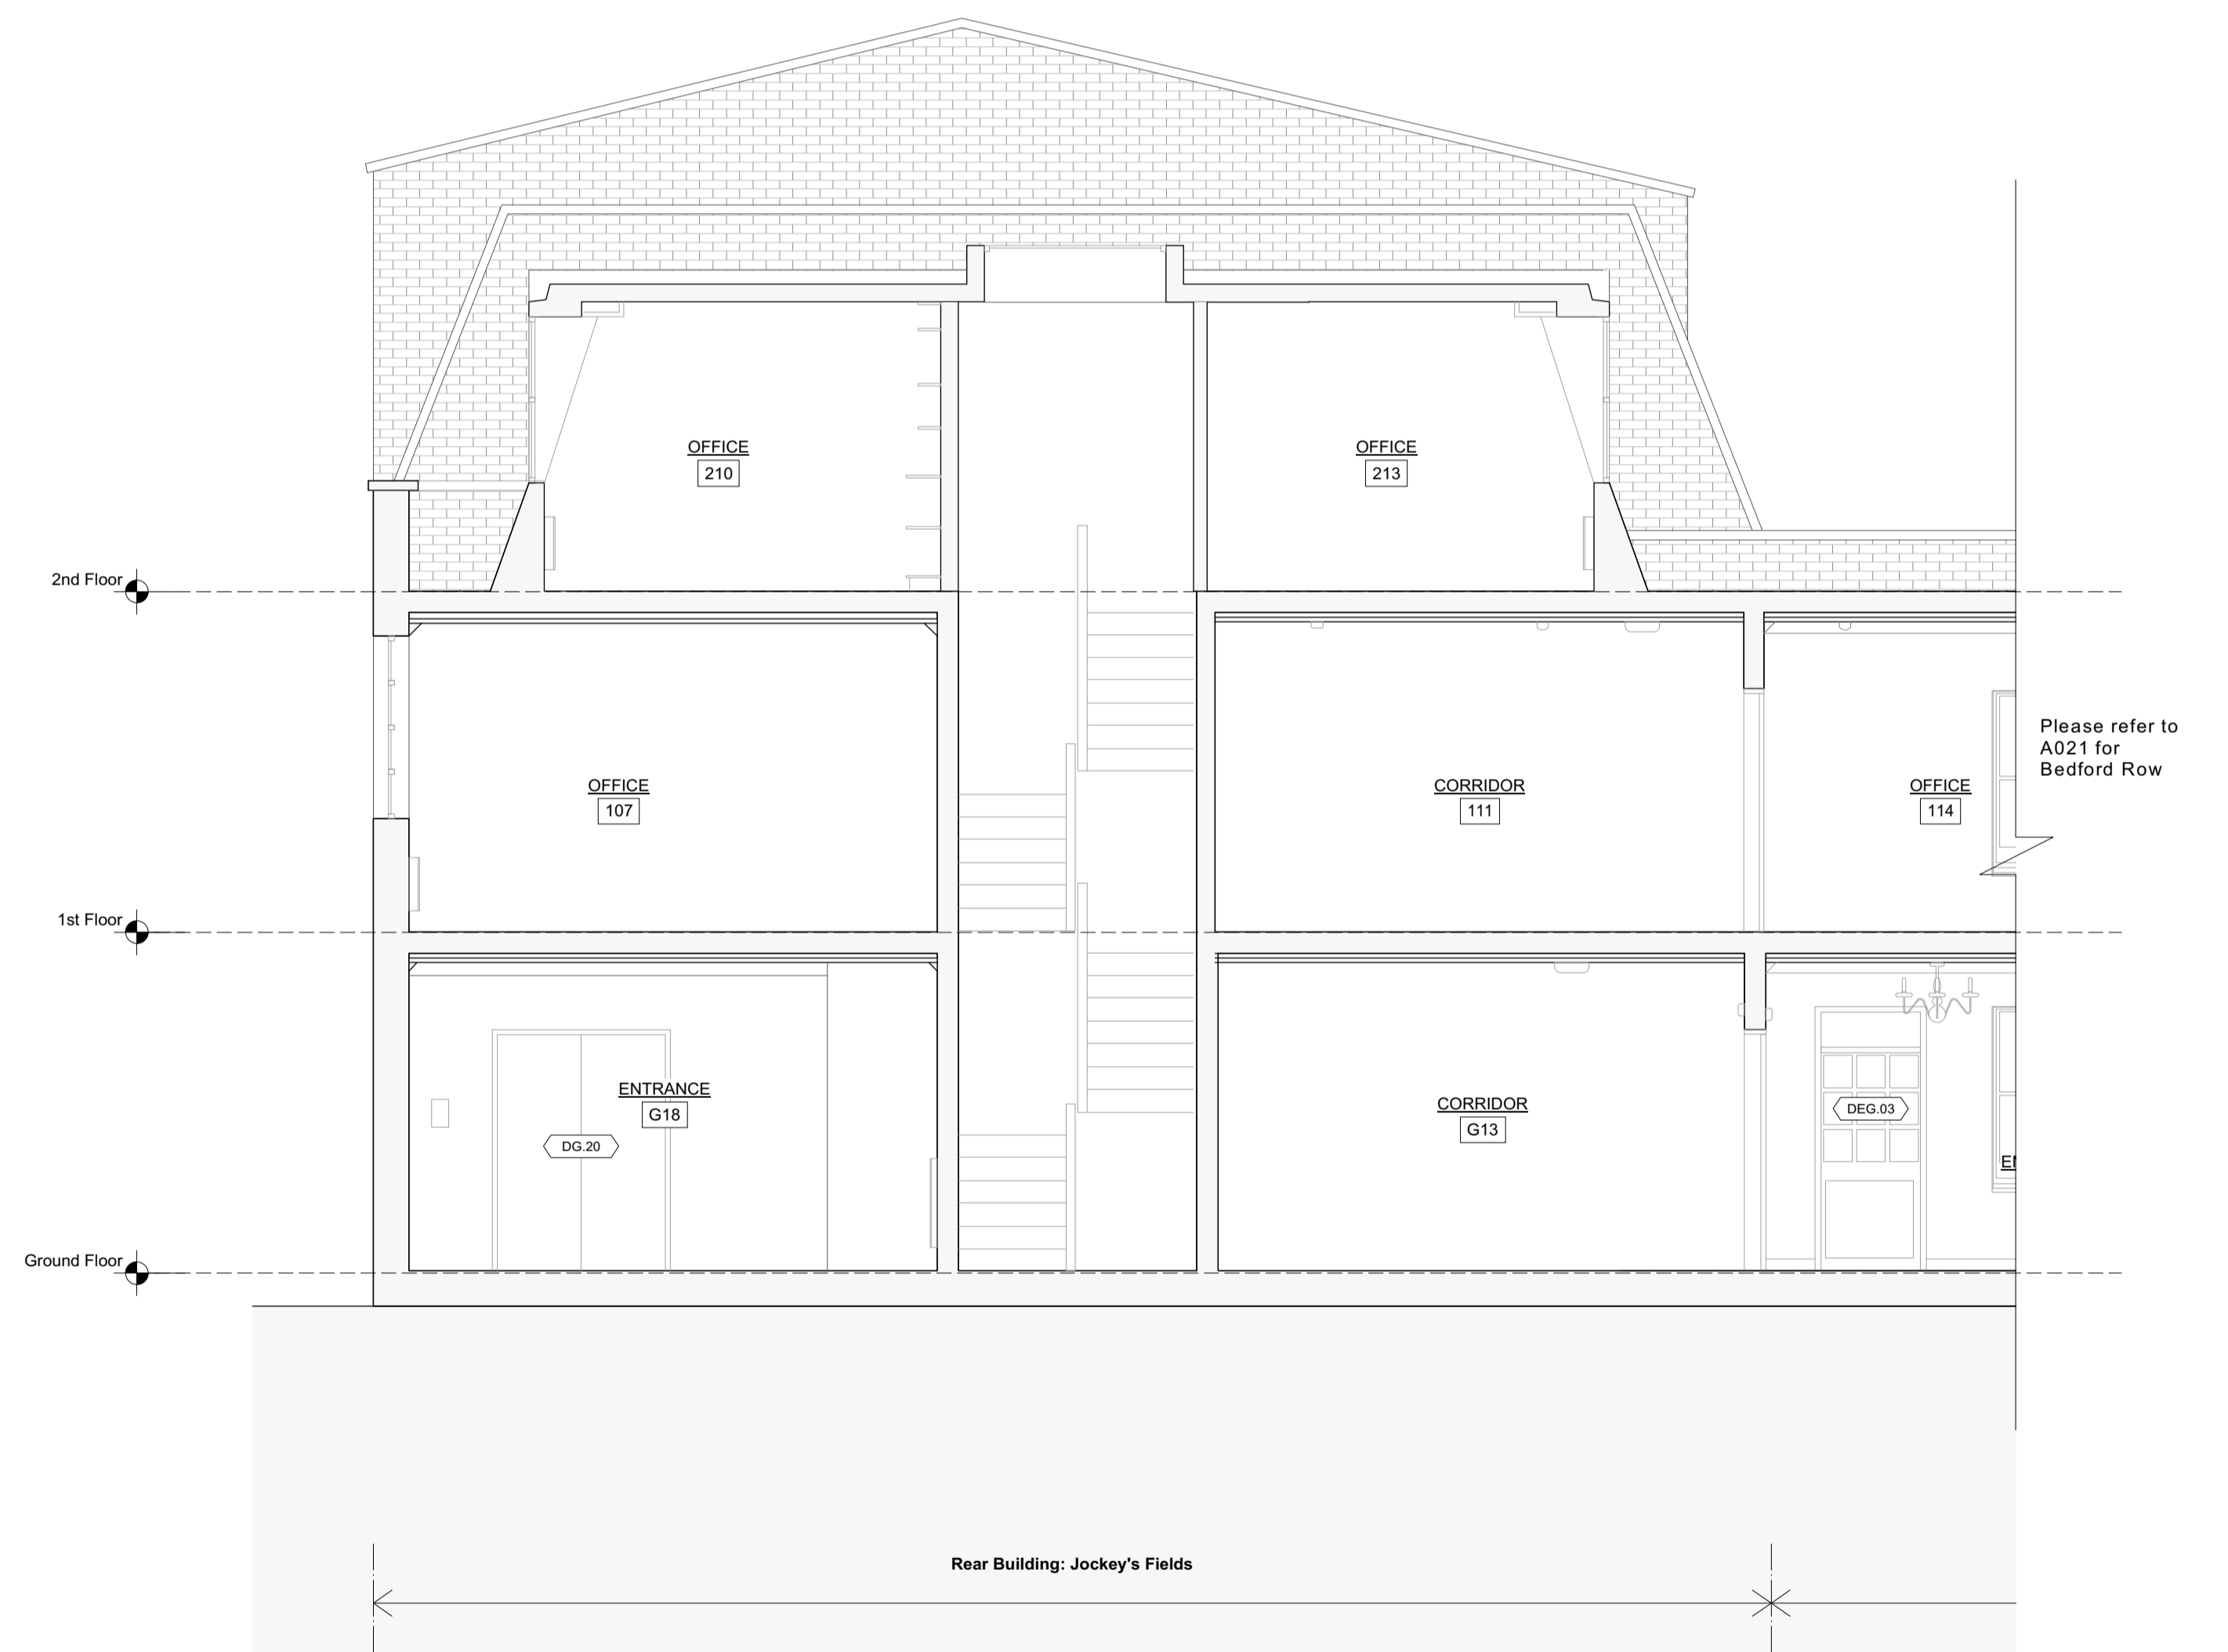 OFFICE
210
OFFICE
213
2nd Floor
Please refer to
A021 for
Bedford Row
OFFICE
107
CORRIDOR
111
OFFICE
114
1st Floor
ENTRANCE
G18
DG.20
CORRIDOR
G13
DEG.03
Ground Floor
Rear Building: Jockey's Fields